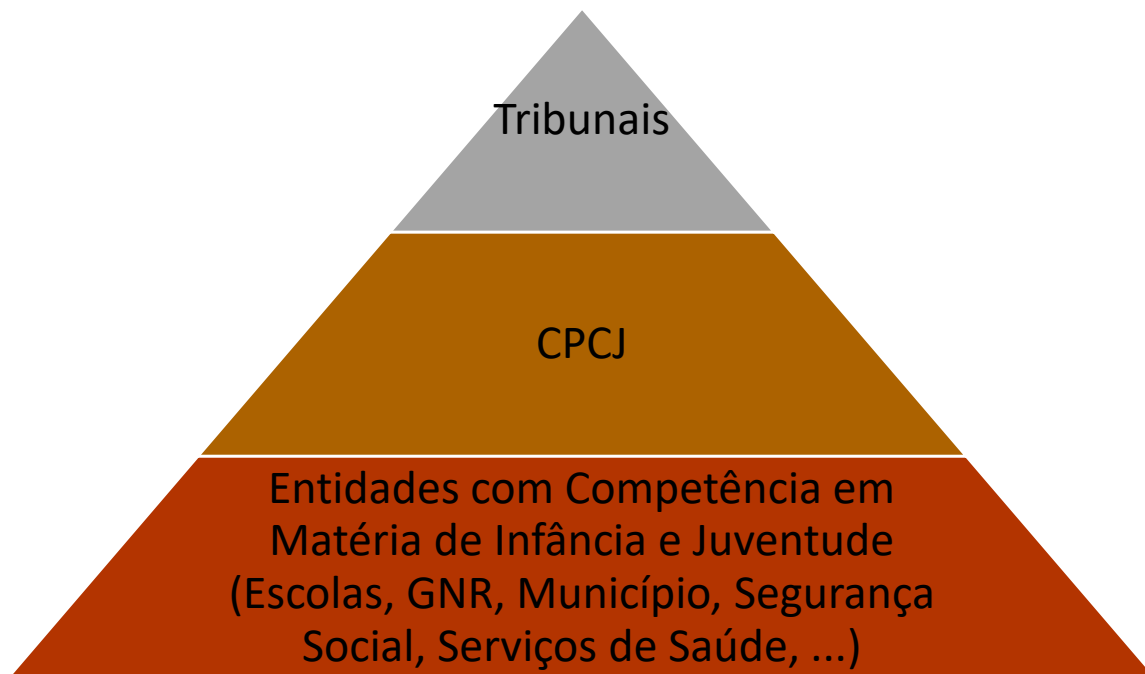 Tribunais
CPCJ
Entidades com Competência em
Matéria de Infância e Juventude
(Escolas, GNR, Município, Segurança
Social, Serviços de Saúde, ...)